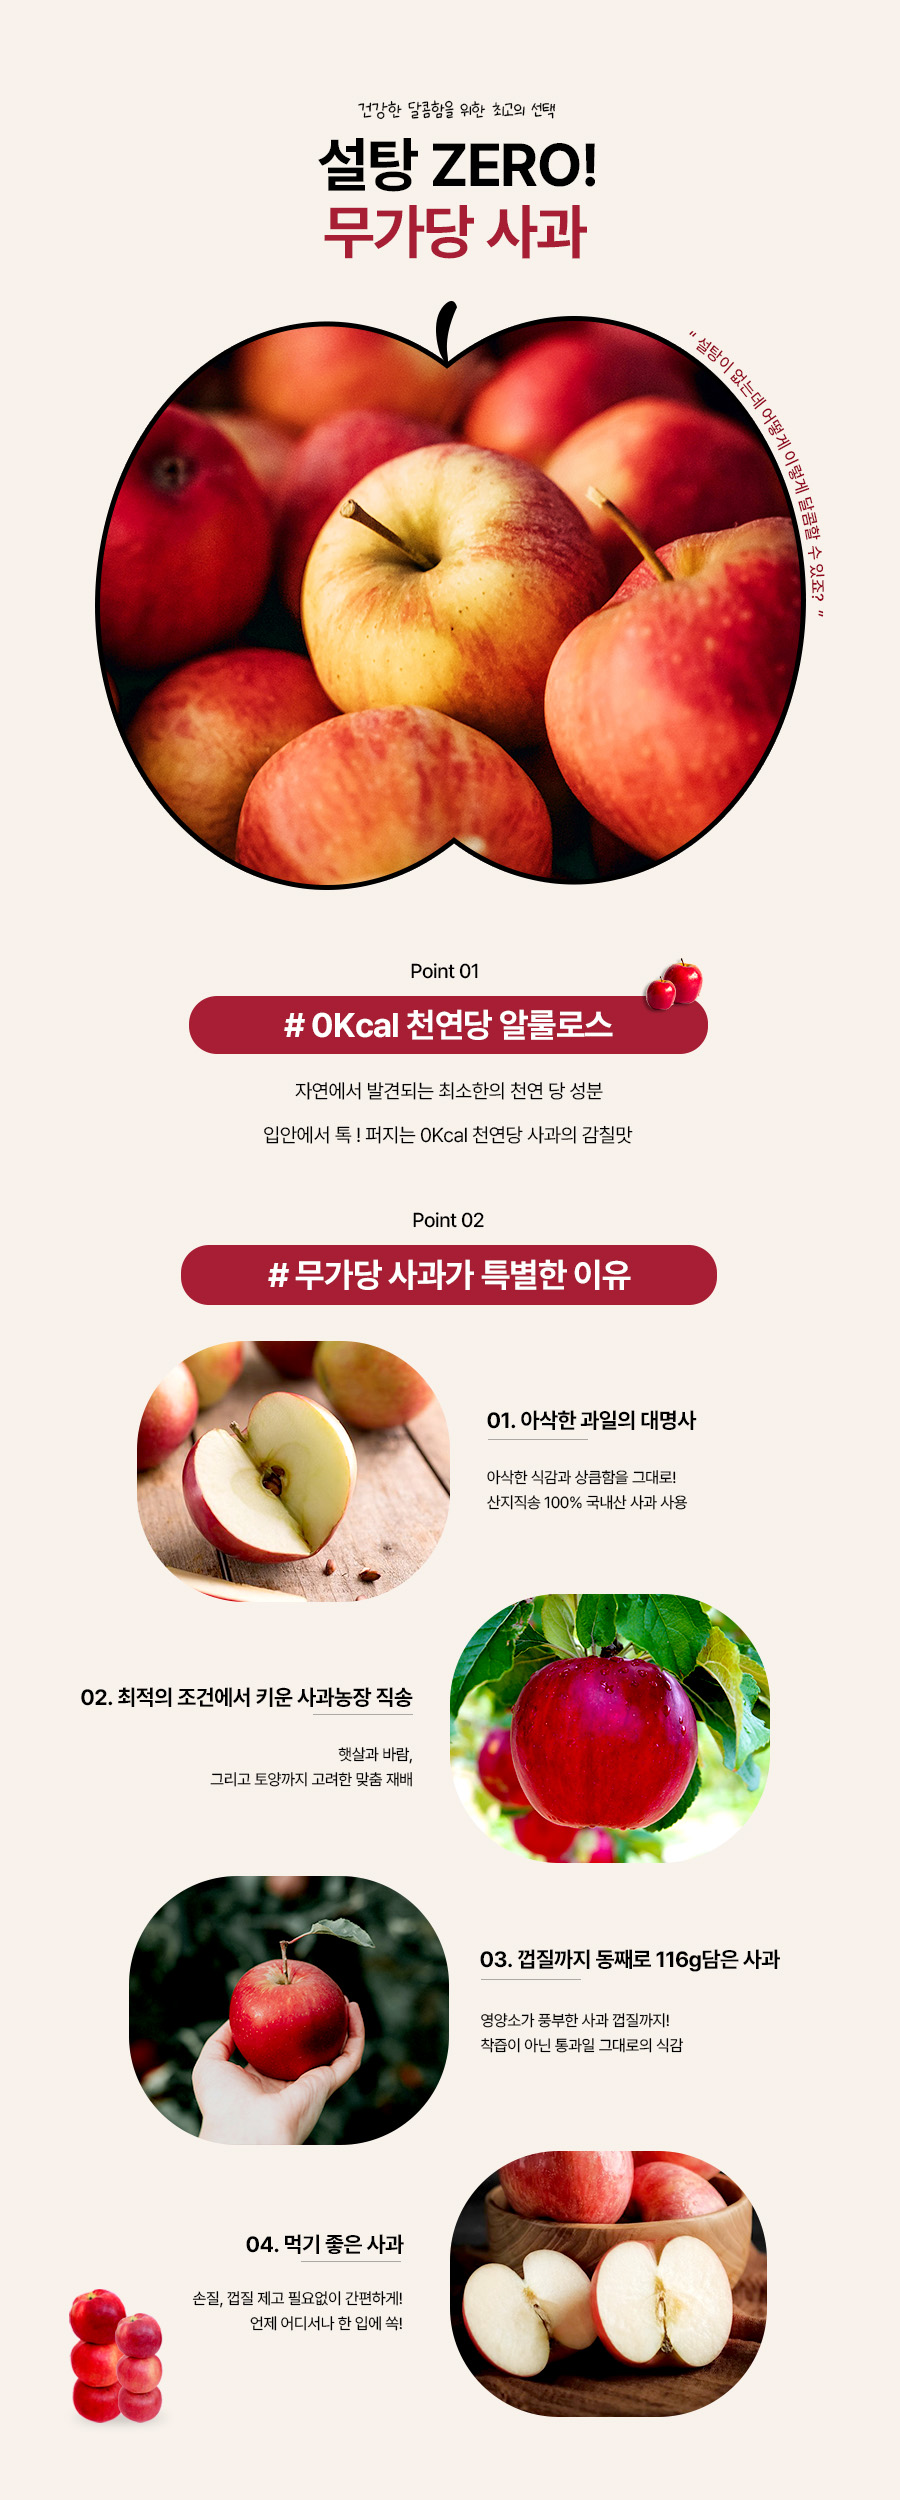 건강한 달콤함을 위한 최고의 선택
설탕 ZERO!
무가당 사과
“ 설탕이 없는데 어떻게 이렇게 달콤할 수 있죠? ”
Point 01
# 0Kcal 천연당 알룰로스
자연에서 발견되는 최소한의 천연 당 성분
입안에서 톡 ! 퍼지는 0Kcal 천연당 사과의 감칠맛
Point 02
# 무가당 사과가 특별한 이유
01. 아삭한 과일의 대명사
아삭한 식감과 상큼함을 그대로!
산지직송 100% 국내산 사과 사용
02. 최적의 조건에서 키운 사과농장 직송
햇살과 바람,
그리고 토양까지 고려한 맞춤 재배
03. 껍질까지 통째로 116g담은 사과
영양소가 풍부한 사과 껍질까지!
착즙이 아닌 통과일 그대로의 식감
04. 먹기 좋은 사과
손질, 껍질 제고 필요없이 간편하게!
언제 어디서나 한 입에 쏙!